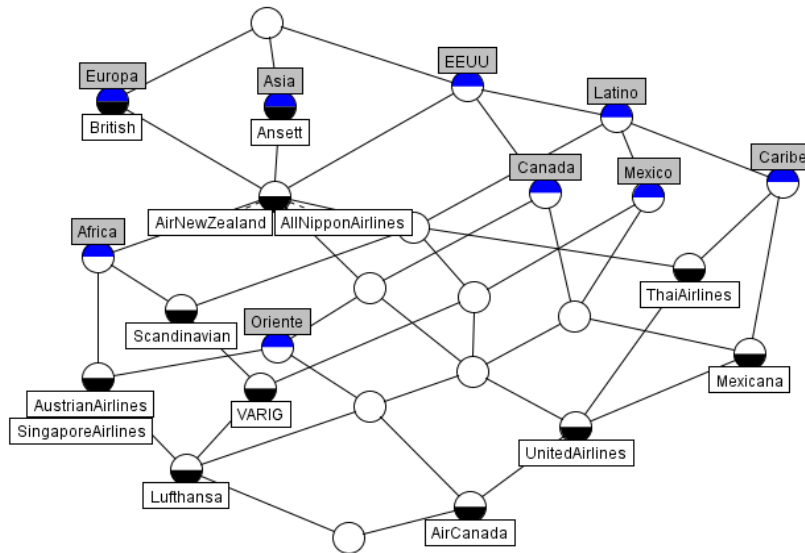 EEUU
Europa
Asia
Latino
British
Ansett
Canada
Mexico
Caribe
AirNewZealand
AllNipponAirlines
Africa
ThaiAirlines
Scandinavian
Oriente
Mexicana
AustrianAirlines
VARIG
SingaporeAirlines
UnitedAirlines
Lufthansa
AirCanada